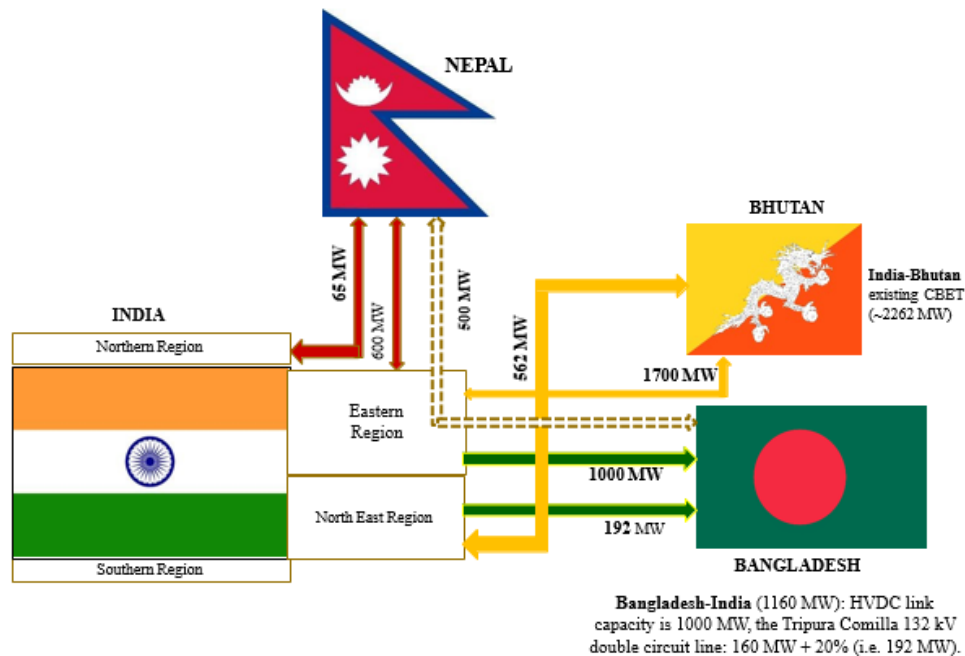 NEPAL
BHUTAN
65 MW
600 MW
500 MW
562 MW
India-Bhutan
existing CBET
(~2262 MW)
INDIA
Northern Region
1700 MW
Eastern
Region
1000 MW
North East Region
192 MW
BANGLADESH
Southern Region
Bangladesh-India (1160 MW): HVDC link
capacity is 1000 MW, the Tripura Comilla 132 kV
double circuit line: 160 MW + 20% (i.e. 192 MW).